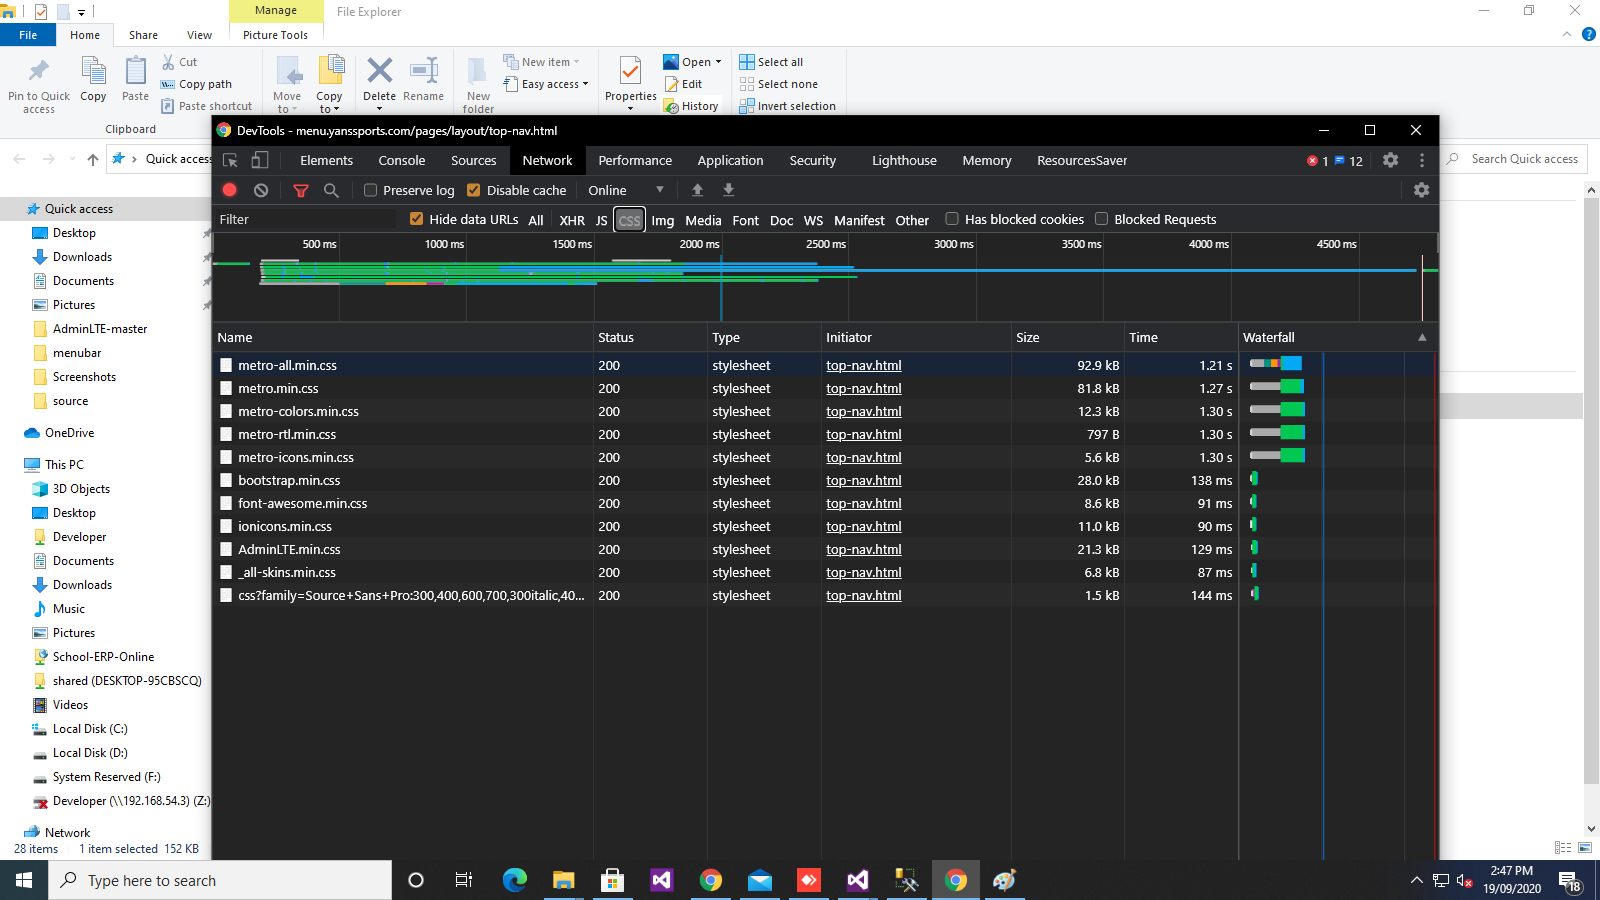 Manage
File Explorer
File
Home
Share
View
Picture Tools
Pin to Quick access
Copy
Paste
Cut
Copy path
Paste shortcut
Clipboard
Move to
Copy to
Delete
Rename
New folder
New item
Easy access
Properties
Open
Edit
History
Select all
Select none
Invert selection
Quick access
Search Quick access
DevTools - menu.yanssports.com/pages/layout/top-nav.html
Elements Console Sources Network Performance Application Security Lighthouse Memory ResourcesSaver 1 12
Preserve log Disable cache Online
Filter Hide data URLs All XHR JS CSS Img Media Font Doc WS Manifest Other Has blocked cookies Blocked Requests
500 ms 1000 ms 1500 ms 2000 ms 2500 ms 3000 ms 3500 ms 4000 ms 4500 ms
Name Status Type Initiator Size Time Waterfall
metro-all.min.css 200 stylesheet top-nav.html 92.9 kB 1.21 s
metro.min.css 200 stylesheet top-nav.html 81.8 kB 1.27 s
metro-colors.min.css 200 stylesheet top-nav.html 12.3 kB 1.30 s
metro-rtl.min.css 200 stylesheet top-nav.html 797 B 1.30 s
metro-icons.min.css 200 stylesheet top-nav.html 5.6 kB 1.30 s
bootstrap.min.css 200 stylesheet top-nav.html 28.0 kB 138 ms
font-awesome.min.css 200 stylesheet top-nav.html 8.6 kB 91 ms
ionicons.min.css 200 stylesheet top-nav.html 11.0 kB 90 ms
AdminLTE.min.css 200 stylesheet top-nav.html 21.3 kB 129 ms
_all-skins.min.css 200 stylesheet top-nav.html 6.8 kB 87 ms
css?family=Source+Sans+Pro:300,400,600,700,300italic,40... 200 stylesheet top-nav.html 1.5 kB 144 ms
Quick access
Desktop
Downloads
Documents
Pictures
AdminLTE-master
menubar
Screenshots
source
OneDrive
This PC
3D Objects
Desktop
Developer
Documents
Downloads
Music
Pictures
School-ERP-Online
shared (DESKTOP-95CBSCQ)
Videos
Local Disk (C:)
Local Disk (D:)
System Reserved (F:)
Developer (\\192.168.54.3) (Z:)
Network
28 items 1 item selected 152 KB
Type here to search
2:47 PM
19/09/2020
18